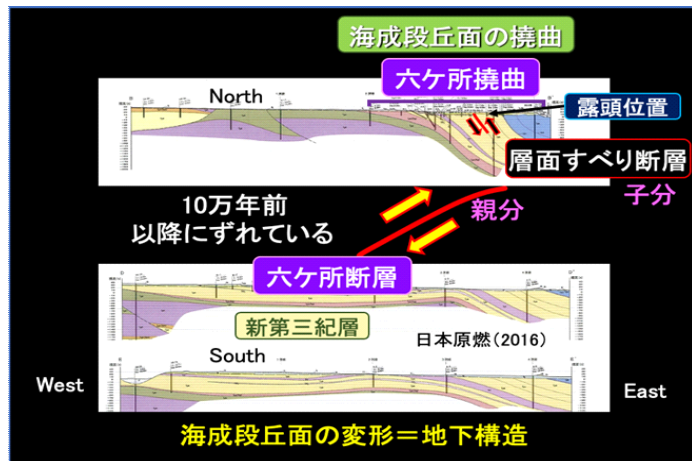 海成段丘面の撓曲
六ケ所撓曲
North
露頭位置
層面すべり断層
10万年前
以降にずれている
親分
子分
六ケ所断層
新第三紀層
日本原燃(2016)
South
West
East
海成段丘面の変形=地下構造